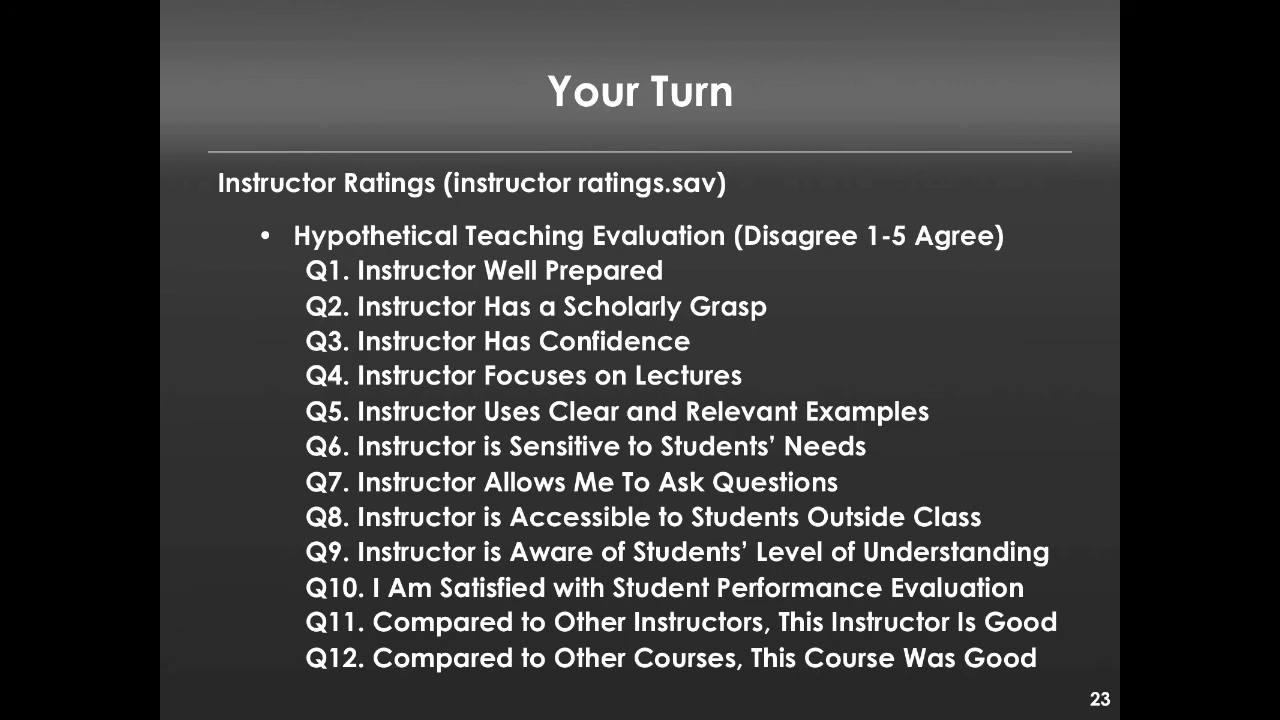 Your Turn
Instructor Ratings (instructor ratings.sav)
• Hypothetical Teaching Evaluation (Disagree 1-5 Agree)
Q1. Instructor Well Prepared
Q2. Instructor Has a Scholarly Grasp
Q3. Instructor Has Confidence
Q4. Instructor Focuses on Lectures
Q5. Instructor Uses Clear and Relevant Examples
Q6. Instructor is Sensitive to Students’ Needs
Q7. Instructor Allows Me To Ask Questions
Q8. Instructor is Accessible to Students Outside Class
Q9. Instructor is Aware of Students’ Level of Understanding
Q10. I Am Satisfied with Student Performance Evaluation
Q11. Compared to Other Instructors, This Instructor Is Good
Q12. Compared to Other Courses, This Course Was Good
23